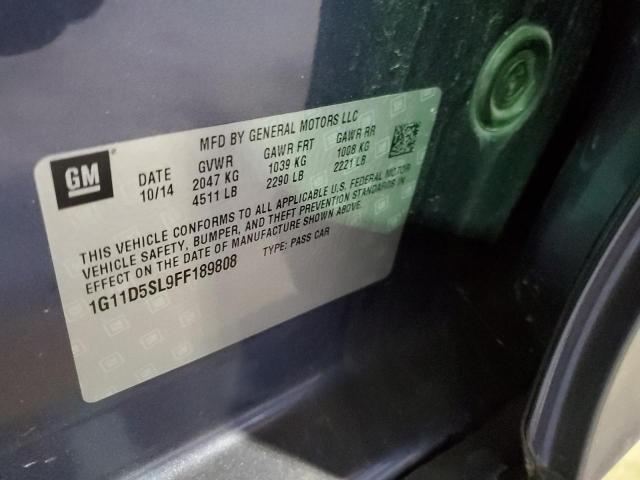 MFD BY GENERAL MOTORS LLC
GM
DATE GVWR GAWR FRT GAWR RR
10/14 2047 KG 1039 KG 1008 KG
4511 LB 2290 LB 2221 LB
THIS VEHICLE CONFORMS TO ALL APPLICABLE U.S. FEDERAL MOTOR
VEHICLE SAFETY, BUMPER, AND THEFT PREVENTION STANDARDS IN
EFFECT ON THE DATE OF MANUFACTURE SHOWN ABOVE.
1G11D5SL9FF189808 TYPE: PASS CAR